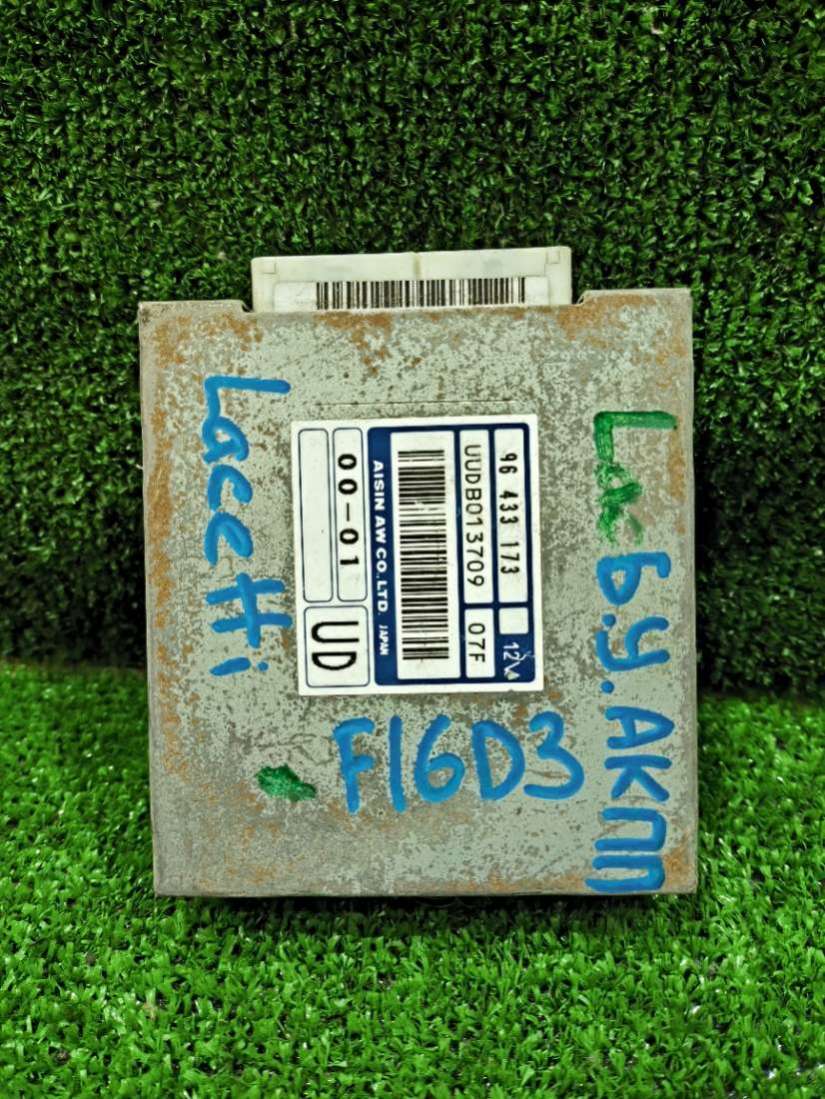 96 433 173
12V
UUDB013709
07F
AISIN AW CO.LTD. JAPAN
00-01
UD
Lacetti
Lac
Б.У. АКПП
F16D3